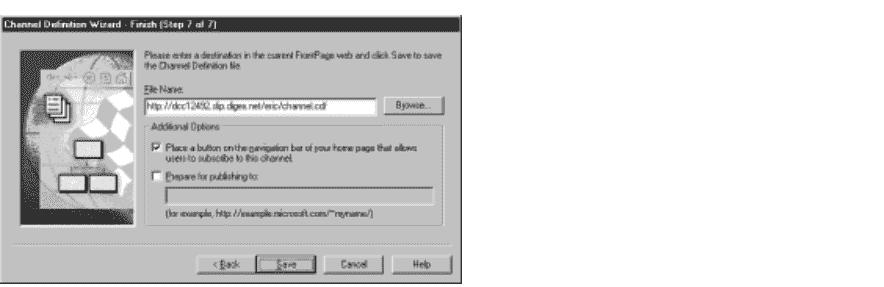 Channel Definition Wizard - Finish (Step 7 of 7)
Please enter a destination in the current FrontPage web and click Save to save
the Channel Definition file.
File Name:
http://dcc12492.slip.digex.net/eric/channel.cdf
Browse...
Additional Options
Place a button on the navigation bar of your home page that allows
users to subscribe to this channel.
Prepare for publishing to:
(for example, http://example.microsoft.com/~myname/)
< Back
Save
Cancel
Help